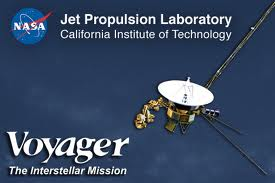 NASA
Jet Propulsion Laboratory
California Institute of Technology
Voyager
The Interstellar Mission